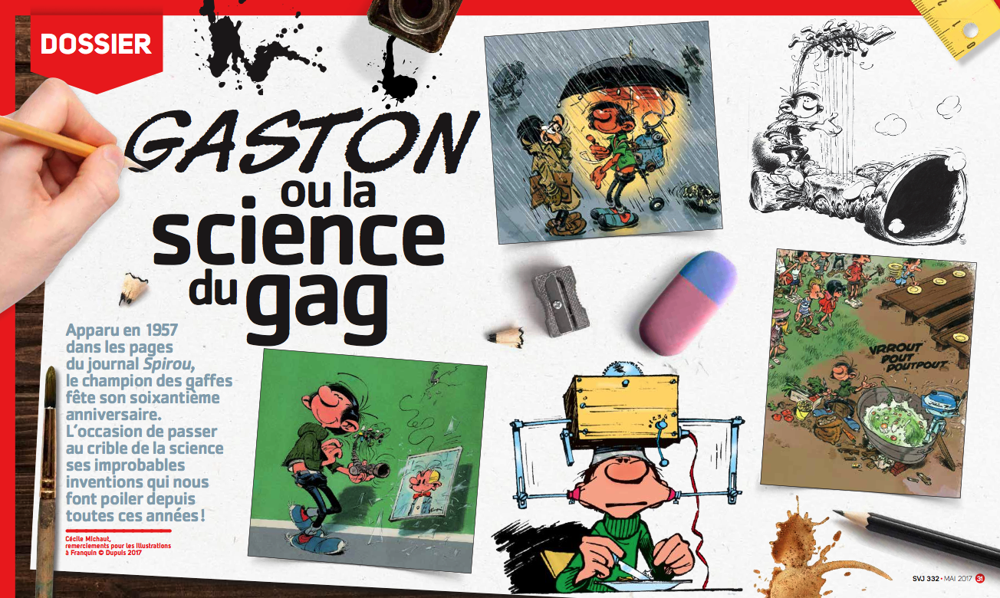 DOSSIER
GASTON
ou la
science
du gag
Apparu en 1957
dans les pages
du journal Spirou,
le champion des gaffes
fête son soixantième
anniversaire.
L'occasion de passer
au crible de la science
ses improbables
inventions qui nous
font poiler depuis
toutes ces années !
Cécile Michaut,
remerciements pour les illustrations
à Franquin © Dupuis 2017
VRROUT
POUT
POUTPOUT
SVJ 332 • MAI 2017 31